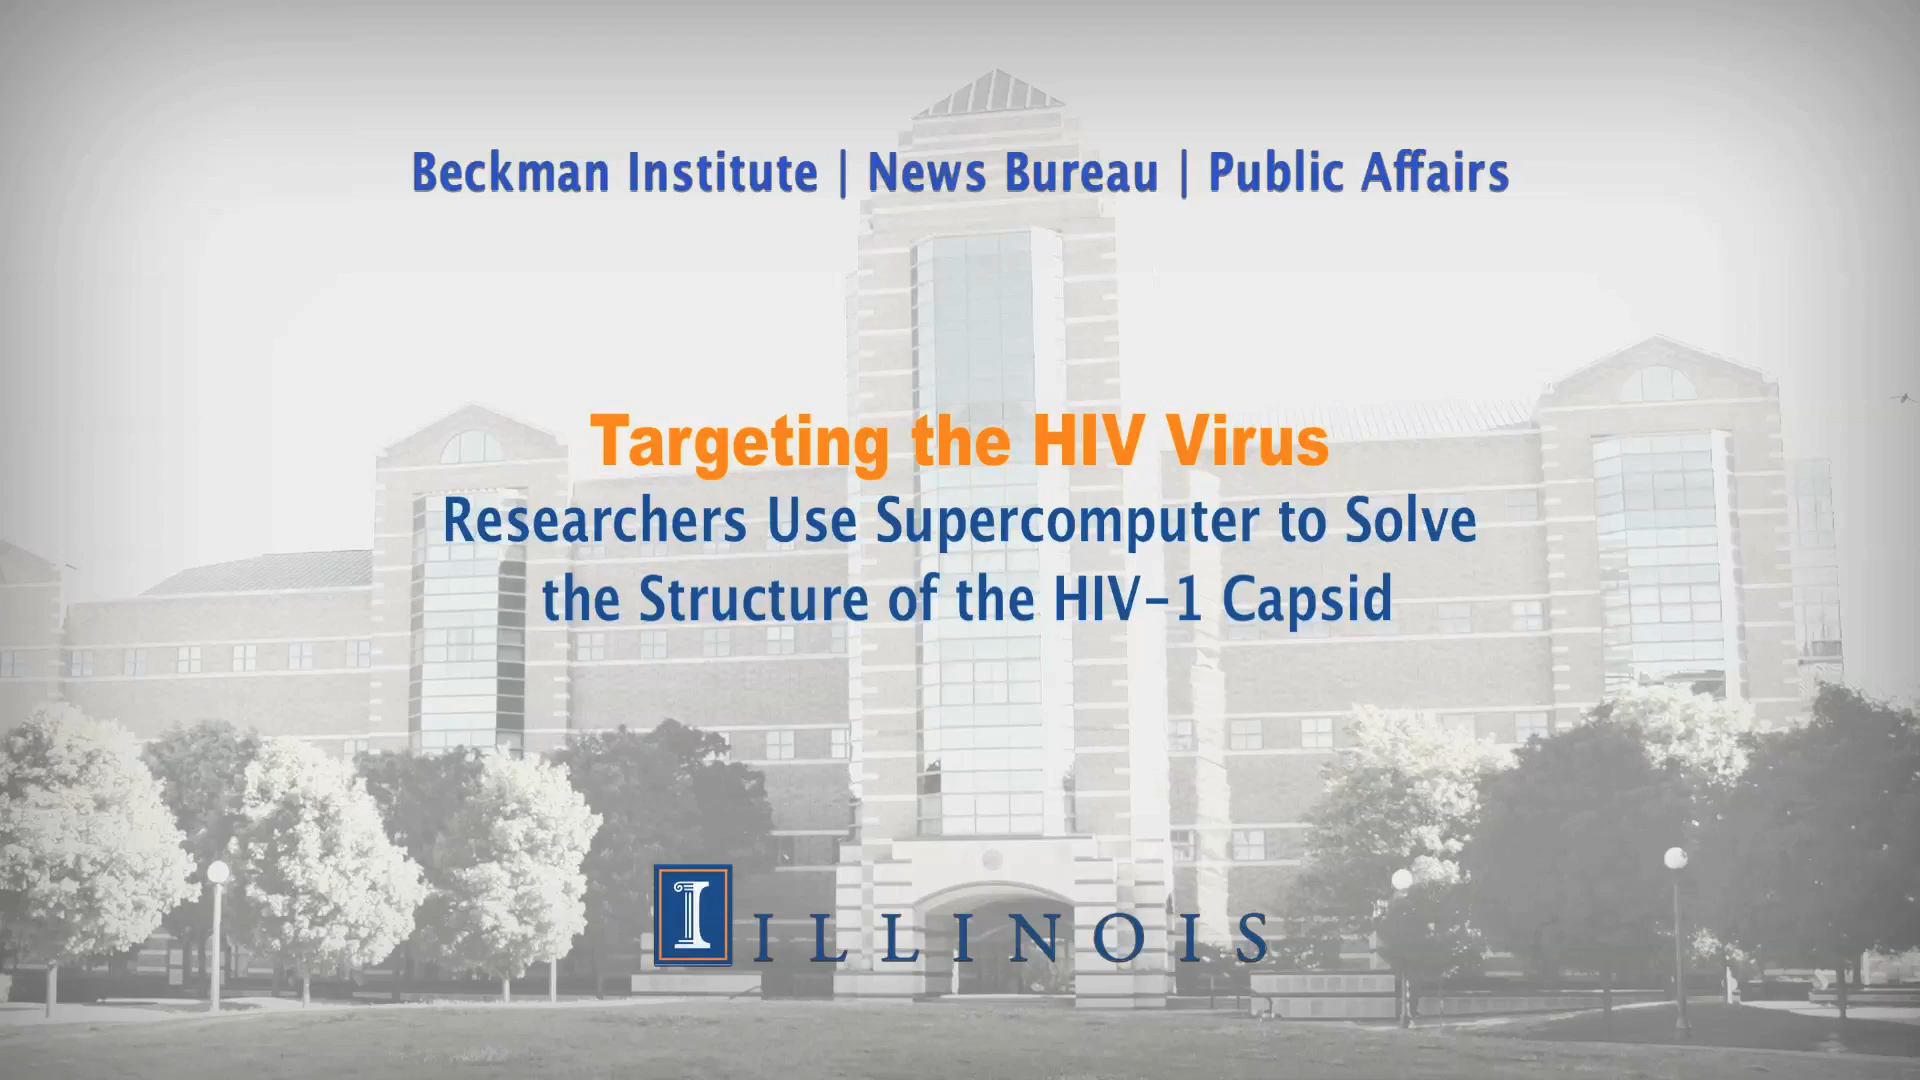 Beckman Institute | News Bureau | Public Affairs
Targeting the HIV Virus
Researchers Use Supercomputer to Solve
the Structure of the HIV-1 Capsid
I ILLINOIS